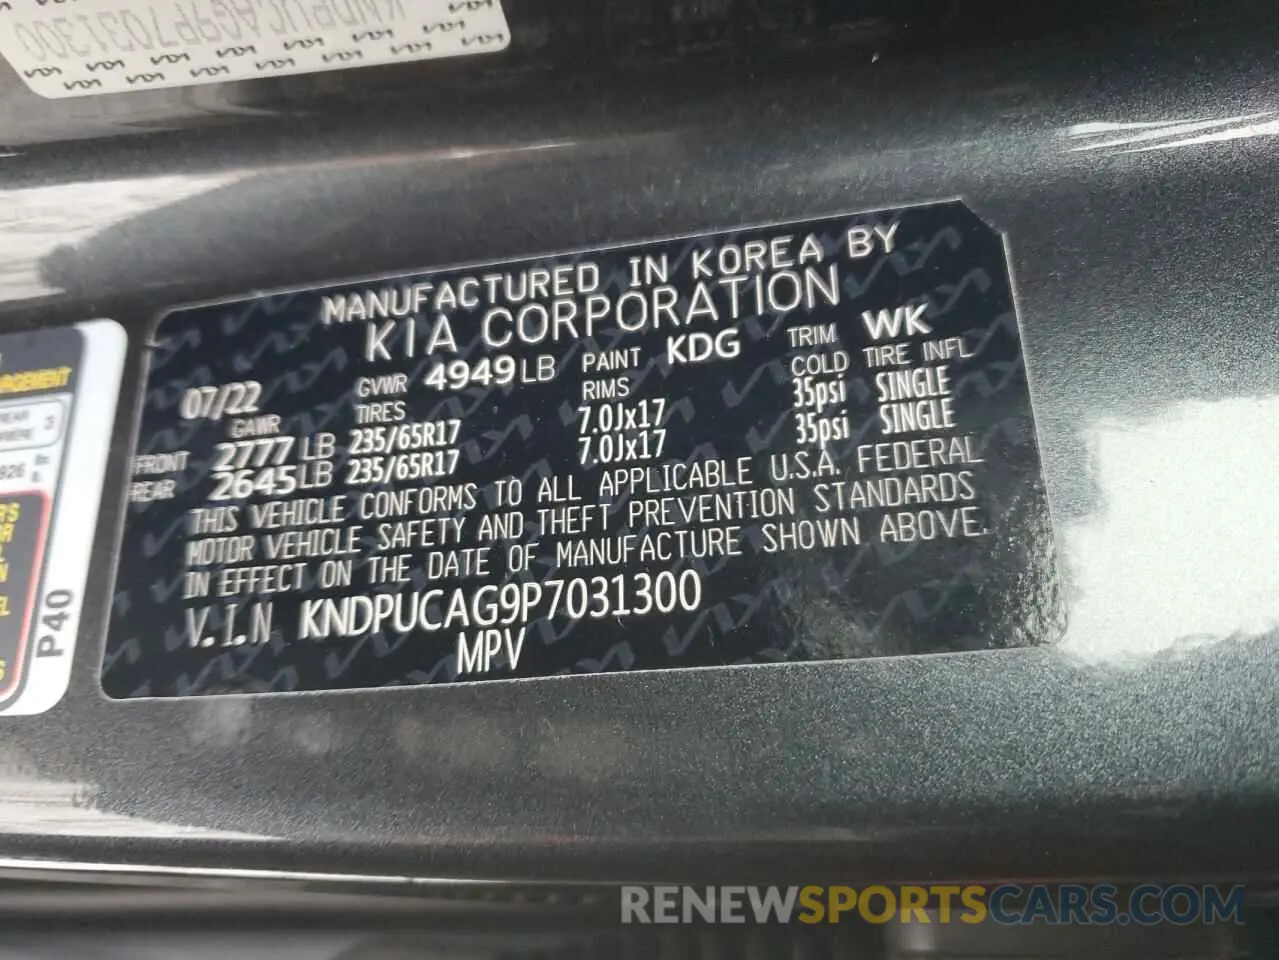 KNDPUCAG9P7031300
MANUFACTURED IN KOREA BY
KIA CORPORATION
07/22 GVWR 4949LB PAINT KDG TRIM WK
GAWR TIRES RIMS COLD TIRE INFL
FRONT 2777 LB 235/65R17 7.0Jx17 35psi SINGLE
REAR 2645LB 235/65R17 7.0Jx17 35psi SINGLE
THIS VEHICLE CONFORMS TO ALL APPLICABLE U.S.A. FEDERAL
MOTOR VEHICLE SAFETY AND THEFT PREVENTION STANDARDS
IN EFFECT ON THE DATE OF MANUFACTURE SHOWN ABOVE.
V.I.N KNDPUCAG9P7031300
MPV
P40
RENEWSPORTSCARS.COM